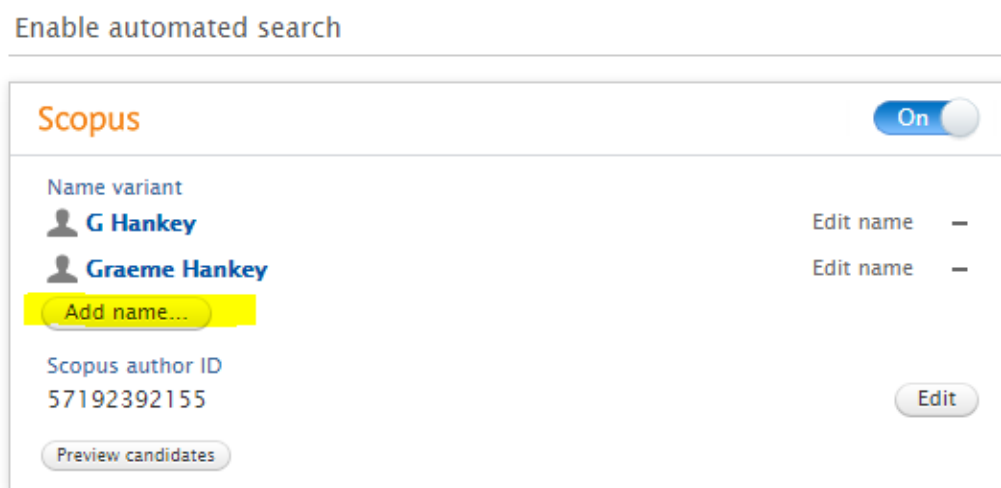 Enable automated search
Scopus
On
Name variant
G Hankey
Edit name
Graeme Hankey
Edit name
Add name...
Scopus author ID
57192392155
Edit
Preview candidates